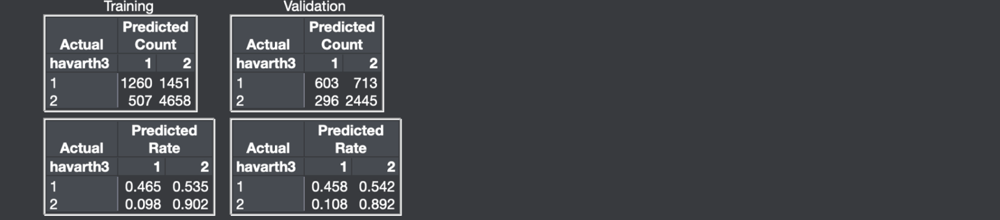 Training Validation
Predicted Predicted
Actual Count Actual Count
havarth3 1 2 havarth3 1 2
1 1260 1451 1 603 713
2 507 4658 2 296 2445
Predicted Predicted
Actual Rate Actual Rate
havarth3 1 2 havarth3 1 2
1 0.465 0.535 1 0.458 0.542
2 0.098 0.902 2 0.108 0.892